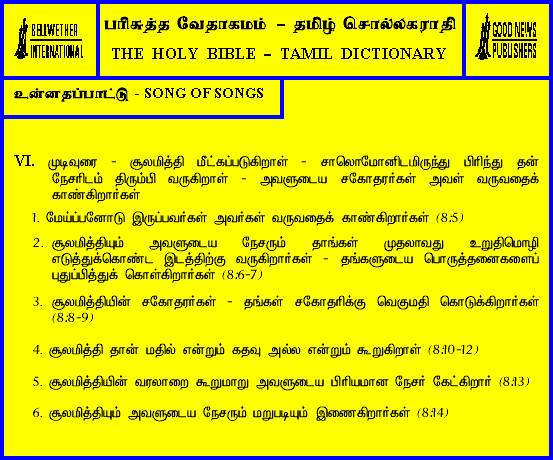 BELLWETHER
INTERNATIONAL
பரிசுத்த வேதாகமம் – தமிழ் சொல்லகராதி
THE HOLY BIBLE – TAMIL DICTIONARY
GOOD NEWS
PUBLISHERS
உன்னதப்பாட்டு - SONG OF SONGS
VI. முடிவுரை - சூலமித்தி மீட்கப்படுகிறாள் - சாலொமோனிடமிருந்து பிரிந்து தன்
நேசரிடம் திரும்பி வருகிறாள் - அவளுடைய சகோதரர்கள் அவள் வருவதைக்
காண்கிறார்கள்
1. மேய்ப்பனோடு இருப்பவர்கள் அவர்கள் வருவதைக் காண்கிறார்கள் (8:5)
2. சூலமித்தியும் அவளுடைய நேசரும் தாங்கள் முதலாவது உறுதிமொழி
எடுத்துக்கொண்ட இடத்திற்கு வருகிறார்கள் - தங்களுடைய பொருத்தனைகளைப்
புதுப்பித்துக் கொள்கிறார்கள் (8:6-7)
3. சூலமித்தியின் சகோதரர்கள் - தங்கள் சகோதரிக்கு வெகுமதி கொடுக்கிறார்கள்
(8:8-9)
4. சூலமித்தி தான் மதில் என்றும் கதவு அல்ல என்றும் கூறுகிறாள் (8:10-12)
5. சூலமித்தியின் வரலாறை கூறுமாறு அவளுடைய பிரியமான நேசர் கேட்கிறார் (8:13)
6. சூலமித்தியும் அவளுடைய நேசரும் மறுபடியும் இணைகிறார்கள் (8:14)